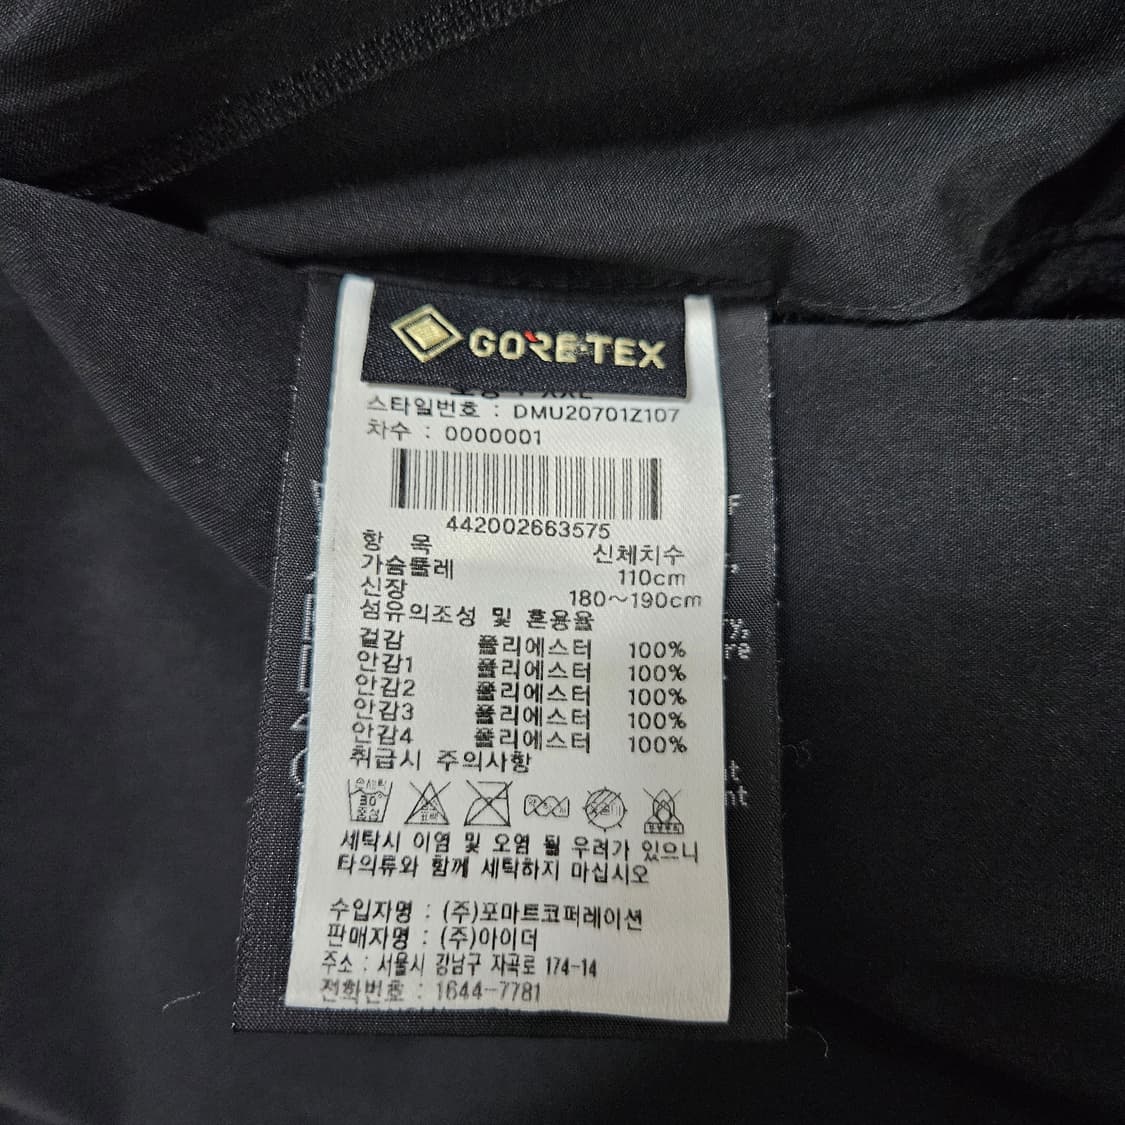 GORE-TEX
스타일번호 : DMU20701Z107
차수 : 0000001
442002663575
항 목 신체치수
가슴둘레 110cm
신장 180~190cm
섬유의조성 및 혼용율
겉감 폴리에스터 100%
안감1 폴리에스터 100%
안감2 폴리에스터 100%
안감3 폴리에스터 100%
안감4 폴리에스터 100%
취급시 주의사항
손세탁
30°
중성
세탁시 이염 및 오염 될 우려가 있으니
타의류와 함께 세탁하지 마십시오
수입자명 : (주)포마트코퍼레이션
판매자명 : (주)아이더
주소 : 서울시 강남구 자곡로 174-14
전화번호 : 1644-7781